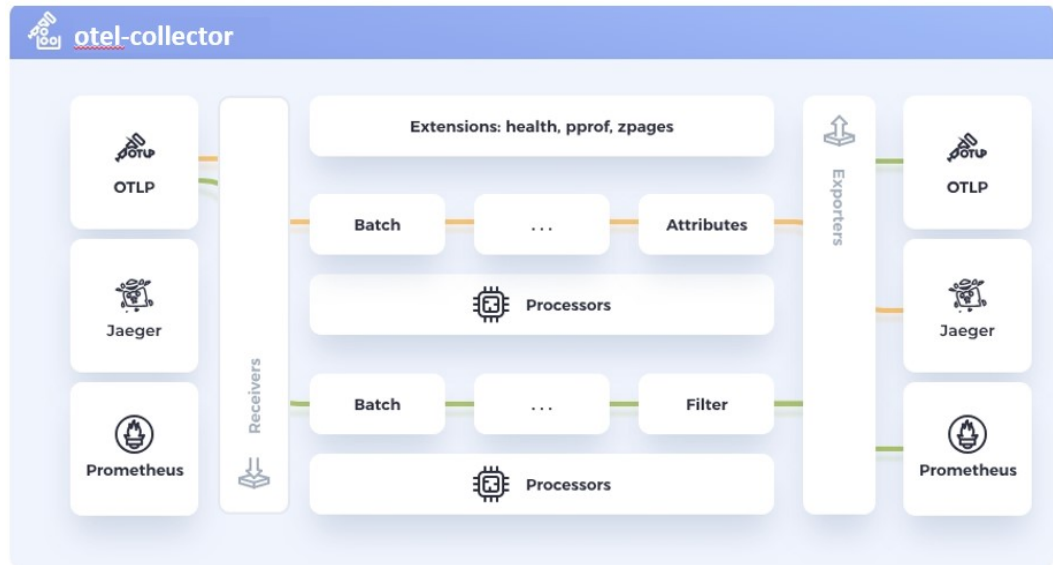 otel-collector
OTLP
Jaeger
Prometheus
Receivers
Extensions: health, pprof, zpages
Batch
...
Attributes
Processors
Batch
...
Filter
Processors
Exporters
OTLP
Jaeger
Prometheus